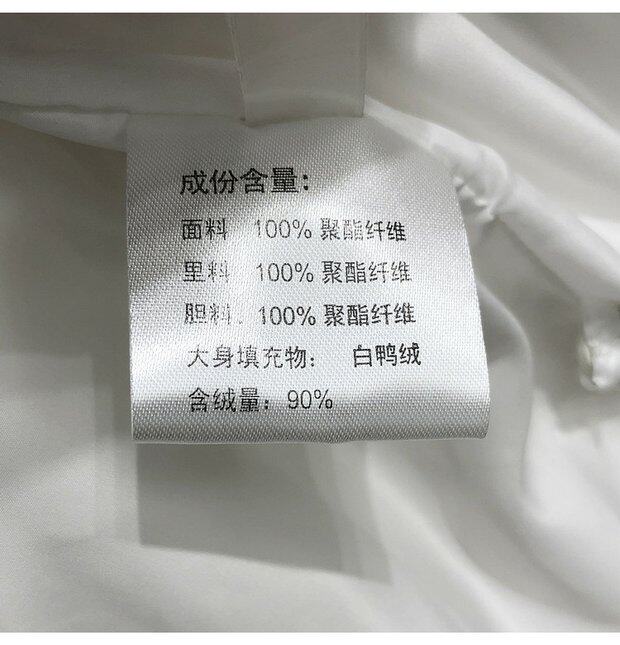 成份含量：
面料 100% 聚酯纤维
里料 100% 聚酯纤维
胆料. 100% 聚酯纤维
大身填充物： 白鸭绒
含绒量：90%